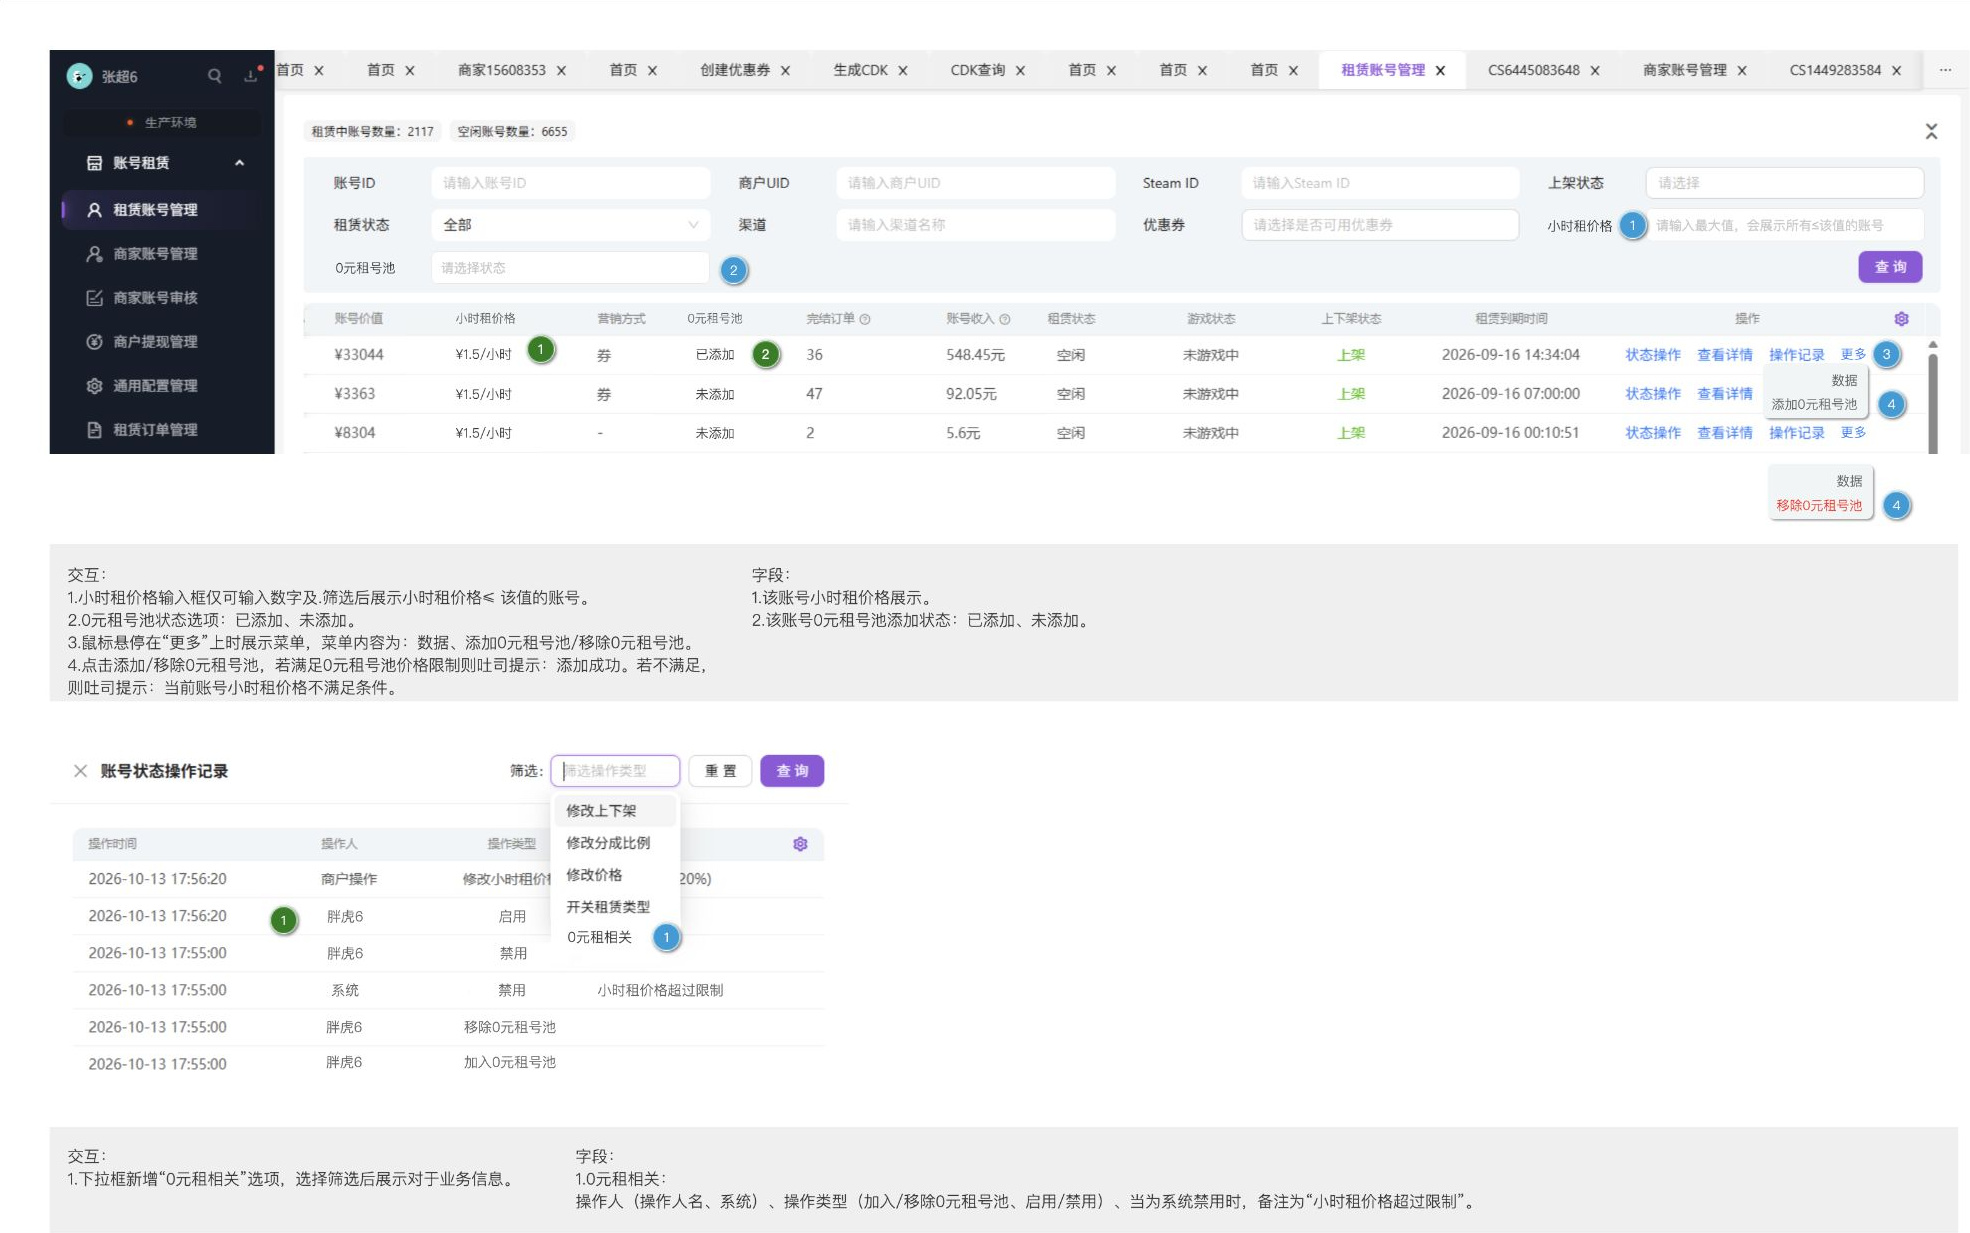 张超6
首页 首页 商家15608353 首页 创建优惠券 生成CDK CDK查询 首页 首页 首页 租赁账号管理 CS6445083648 商家账号管理 CS1449283584
生产环境
账号租赁
租赁账号管理
商家账号管理
商家账号审核
商户提现管理
通用配置管理
租赁订单管理
租赁中账号数量：2117 空闲账号数量：6655
账号ID 请输入账号ID 商户UID 请输入商户UID Steam ID 请输入Steam ID 上架状态 请选择
租赁状态 全部 渠道 请输入渠道名称 优惠券 请选择是否可用优惠券 小时租价格 1 请输入最大值，会展示所有≤该值的账号
0元租号池 请选择状态 2 查 询
账号价值 小时租价格 营销方式 0元租号池 完结订单 账号收入 租赁状态 游戏状态 上下架状态 租赁到期时间 操作
¥33044 ¥1.5/小时 1 券 已添加 2 36 548.45元 空闲 未游戏中 上架 2026-09-16 14:34:04 状态操作 查看详情 操作记录 更多 3
¥3363 ¥1.5/小时 券 未添加 47 92.05元 空闲 未游戏中 上架 2026-09-16 07:00:00 状态操作 查看详情
数据
添加0元租号池 4
¥8304 ¥1.5/小时 - 未添加 2 5.6元 空闲 未游戏中 上架 2026-09-16 00:10:51 状态操作 查看详情 操作记录 更多
数据
移除0元租号池 4
交互：
1.小时租价格输入框仅可输入数字及.筛选后展示小时租价格≤ 该值的账号。
2.0元租号池状态选项：已添加、未添加。
3.鼠标悬停在“更多”上时展示菜单，菜单内容为：数据、添加0元租号池/移除0元租号池。
4.点击添加/移除0元租号池，若满足0元租号池价格限制则吐司提示：添加成功。若不满足，
则吐司提示：当前账号小时租价格不满足条件。
字段：
1.该账号小时租价格展示。
2.该账号0元租号池添加状态：已添加、未添加。
账号状态操作记录 筛选： 筛选操作类型 重 置 查 询
修改上下架
修改分成比例
修改价格
开关租赁类型
0元租相关 1
操作时间 操作人 操作类型
2026-10-13 17:56:20 商户操作 修改小时租价 20%)
2026-10-13 17:56:20 1 胖虎6 启用
2026-10-13 17:55:00 胖虎6 禁用
2026-10-13 17:55:00 系统 禁用 小时租价格超过限制
2026-10-13 17:55:00 胖虎6 移除0元租号池
2026-10-13 17:55:00 胖虎6 加入0元租号池
交互：
1.下拉框新增“0元租相关”选项，选择筛选后展示对于业务信息。
字段：
1.0元租相关：
操作人（操作人名、系统）、操作类型（加入/移除0元租号池、启用/禁用）、当为系统禁用时，备注为“小时租价格超过限制”。